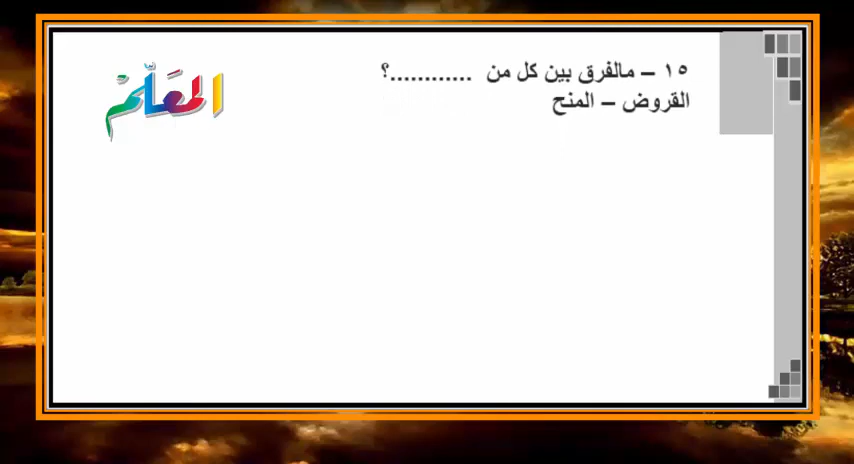 المعلم
١٥ – مالفرق بين كل من ............؟
القروض – المنح